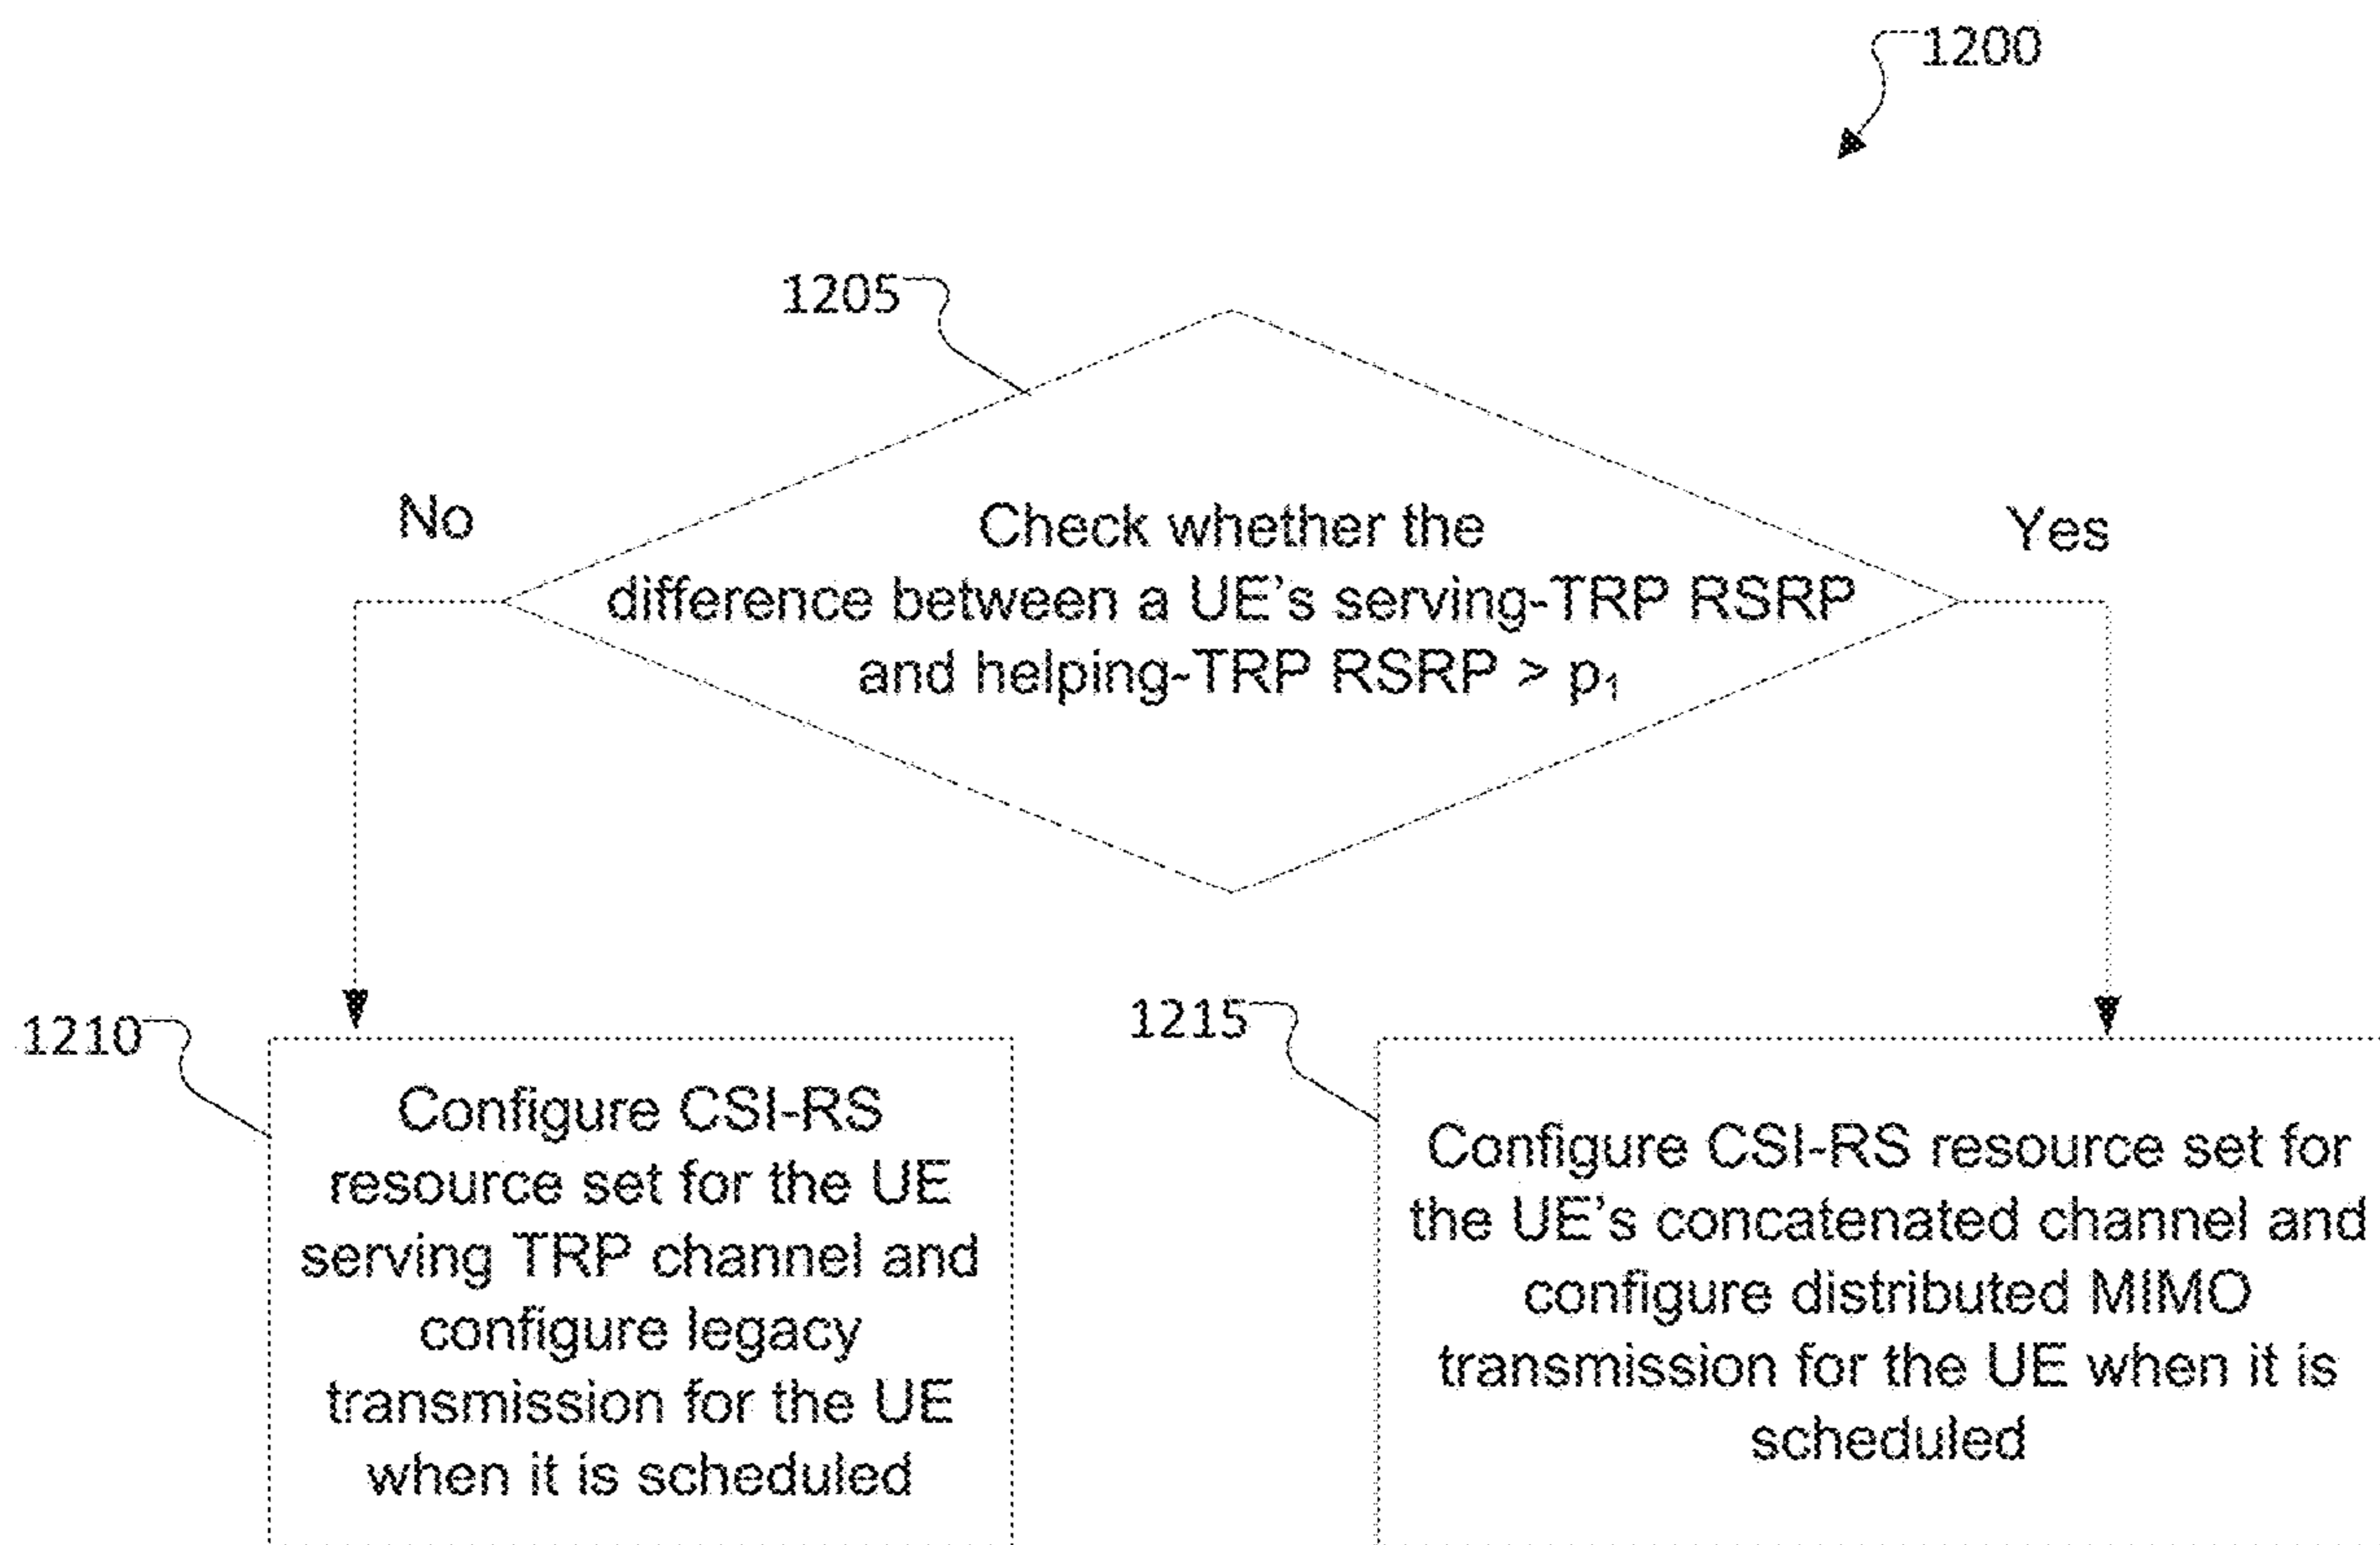 1200
1205
No
Yes
Check whether the
difference between a UE's serving-TRP RSRP
and helping-TRP RSRP > p₁
1210
1215
Configure CSI-RS
resource set for the UE
serving TRP channel and
configure legacy
transmission for the UE
when it is scheduled
Configure CSI-RS resource set for
the UE's concatenated channel and
configure distributed MIMO
transmission for the UE when it is
scheduled